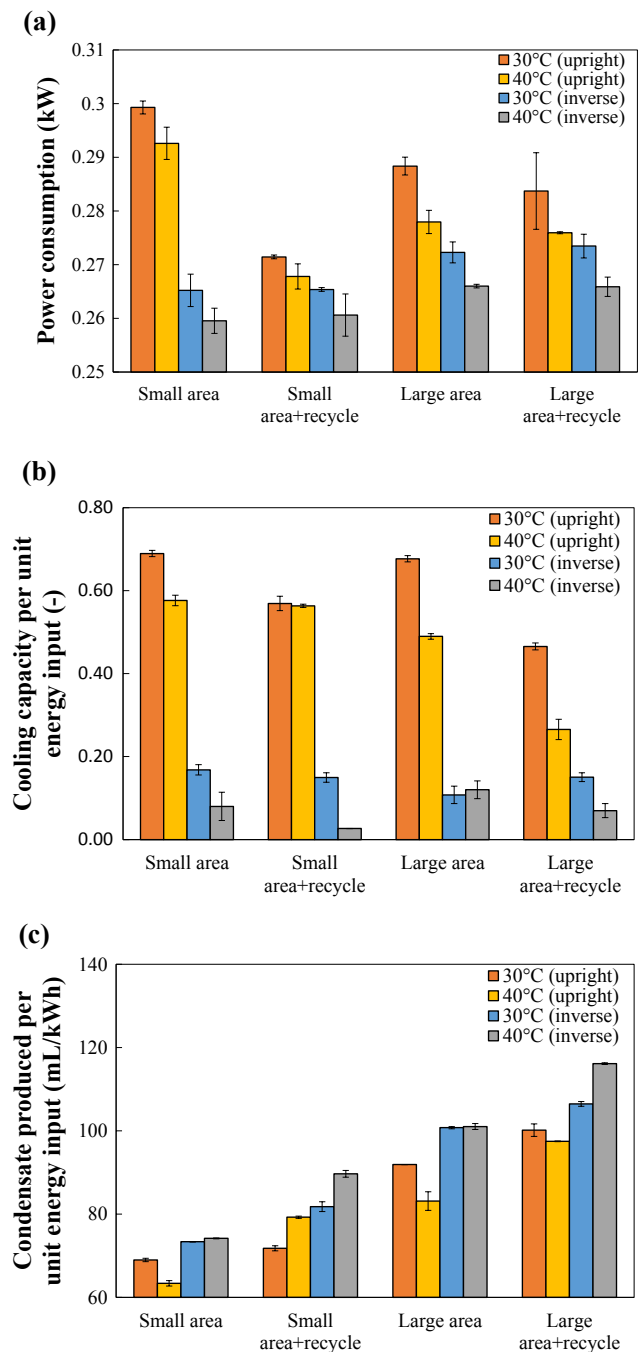 (a)
0.31
0.3
0.29
0.28
0.27
0.26
0.25
Power consumption (kW)
30°C (upright)
40°C (upright)
30°C (inverse)
40°C (inverse)
Small area
Small
area+recycle
Large area
Large
area+recycle
(b)
0.80
0.60
0.40
0.20
0.00
Cooling capacity per unit
energy input (-)
30°C (upright)
40°C (upright)
30°C (inverse)
40°C (inverse)
Small area
Small
area+recycle
Large area
Large
area+recycle
(c)
140
120
100
80
60
Condensate produced per
unit energy input (mL/kWh)
30°C (upright)
40°C (upright)
30°C (inverse)
40°C (inverse)
Small area
Small
area+recycle
Large area
Large
area+recycle